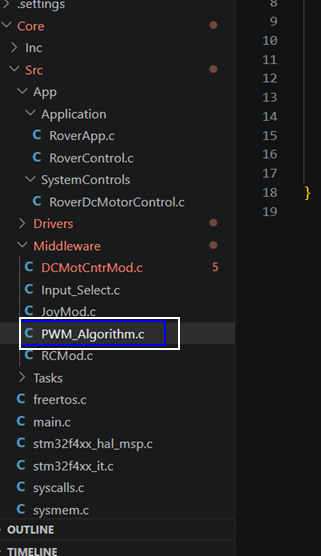 .settings
Core
Inc
Src
App
Application
C RoverApp.c
C RoverControl.c
SystemControls
C RoverDcMotorControl.c
Drivers
Middleware
C DCMotCntrMod.c 5
C Input_Select.c
C JoyMod.c
C PWM_Algorithm.c
C RCMod.c
Tasks
C freertos.c
C main.c
C stm32f4xx_hal_msp.c
C stm32f4xx_it.c
C syscalls.c
C sysmem.c
OUTLINE
TIMELINE
8
9
10
11
12
13
14
15
16
17
18 }
19